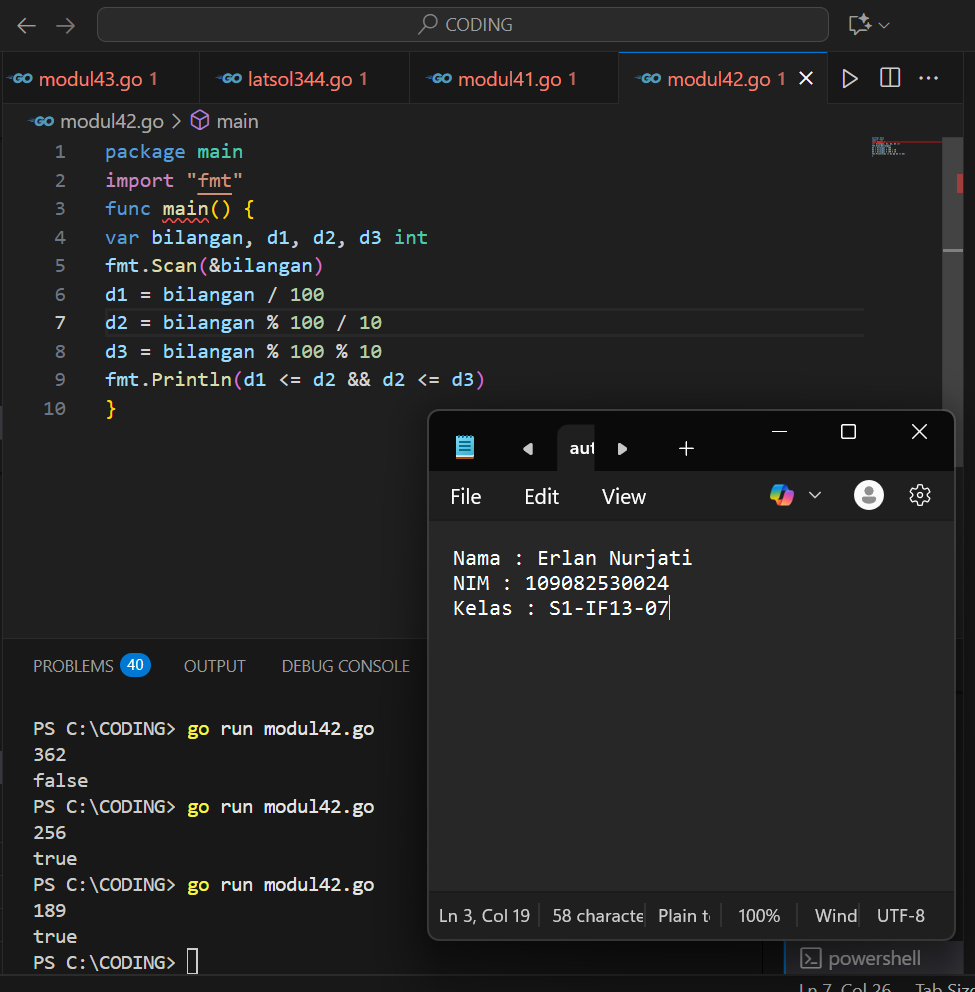 CODING
GO modul43.go 1 GO latsol344.go 1 GO modul41.go 1 GO modul42.go 1
GO modul42.go > main
1 package main
2 import "fmt"
3 func main() {
4 var bilangan, d1, d2, d3 int
5 fmt.Scan(&bilangan)
6 d1 = bilangan / 100
7 d2 = bilangan % 100 / 10
8 d3 = bilangan % 100 % 10
9 fmt.Println(d1 <= d2 && d2 <= d3)
10 }
aut
File Edit View
Nama : Erlan Nurjati
NIM : 109082530024
Kelas : S1-IF13-07
Ln 3, Col 19 58 characte Plain t 100% Wind UTF-8
PROBLEMS 40 OUTPUT DEBUG CONSOLE
PS C:\CODING> go run modul42.go
362
false
PS C:\CODING> go run modul42.go
256
true
PS C:\CODING> go run modul42.go
189
true
PS C:\CODING>
powershell
Ln 7, Col 26 Tab Size